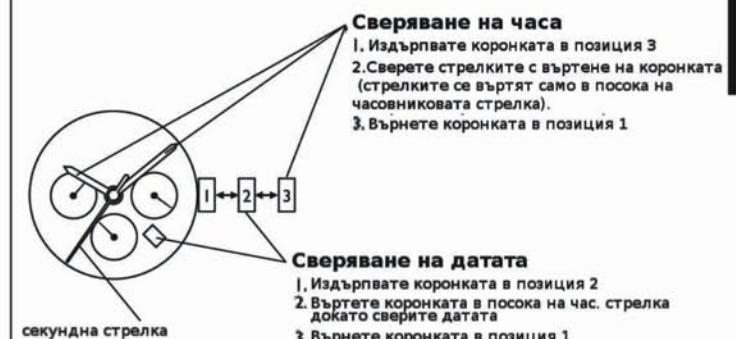 Сверяване на часа
1. Издърпвате коронката в позиция 3
2.Сверете стрелките с въртене на коронката
(стрелките се въртят само в посока на
часовниковата стрелка).
3. Върнете коронката в позиция 1
1 2 3
Сверяване на датата
1. Издърпвате коронката в позиция 2
2. Въртете коронката в посока на час. стрелка
докато сверите датата
3. Върнете коронката в позиция 1
секундна стрелка